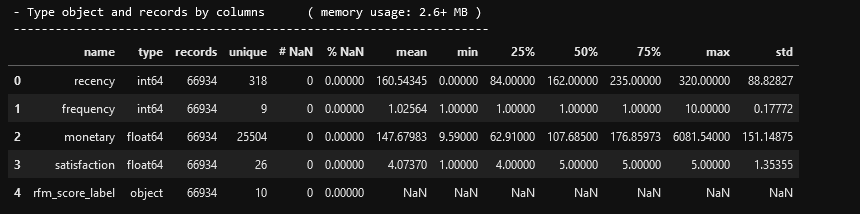 - Type object and records by columns      ( memory usage: 2.6+ MB )
--------------------------------------------------------------------
name type records unique # NaN % NaN mean min 25% 50% 75% max std
0 recency int64 66934 318 0 0.00000 160.54345 0.00000 84.00000 162.00000 235.00000 320.00000 88.82827
1 frequency int64 66934 9 0 0.00000 1.02564 1.00000 1.00000 1.00000 1.00000 10.00000 0.17772
2 monetary float64 66934 25504 0 0.00000 147.67983 9.59000 62.91000 107.68500 176.85973 6081.54000 151.14875
3 satisfaction float64 66934 26 0 0.00000 4.07370 1.00000 4.00000 5.00000 5.00000 5.00000 1.35355
4 rfm_score_label object 66934 10 0 0.00000 NaN NaN NaN NaN NaN NaN NaN